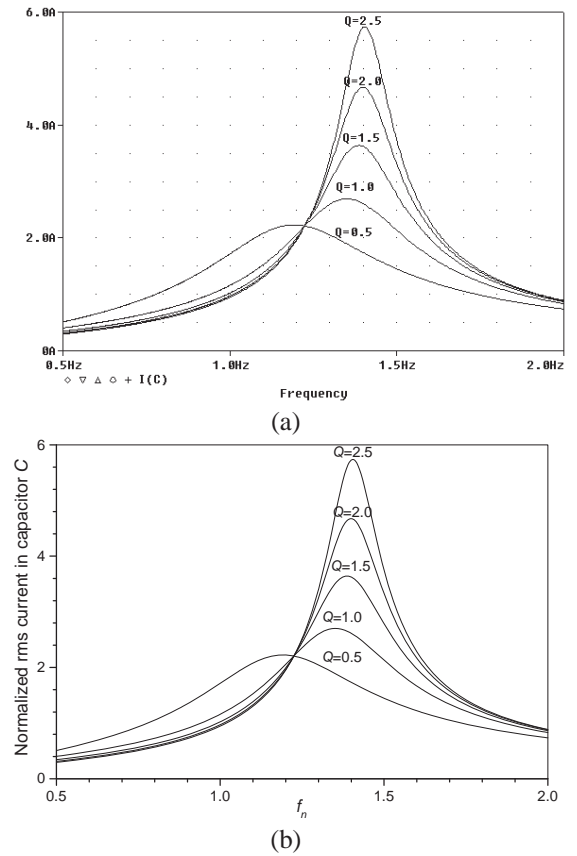 6.0A
Q=2.5
Q=2.0
4.0A
Q=1.5
Q=1.0
2.0A
Q=0.5
0A
0.5Hz 1.0Hz 1.5Hz 2.0Hz
I(C)
Frequency
(a)
6
Q=2.5
Q=2.0
4
Q=1.5
Q=1.0
2
Q=0.5
0
Normalized rms current in capacitor C
0.5 1.0 1.5 2.0
fn
(b)